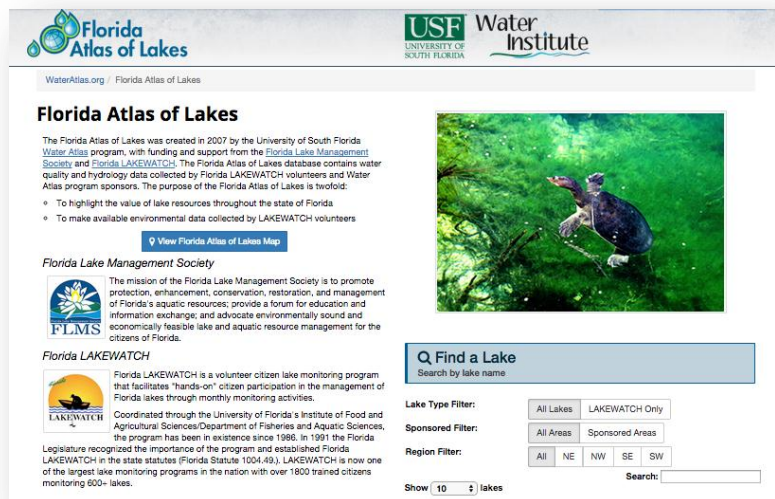 Florida
Atlas of Lakes
USF
UNIVERSITY OF
SOUTH FLORIDA
Water
Institute
WaterAtlas.org / Florida Atlas of Lakes
Florida Atlas of Lakes
The Florida Atlas of Lakes was created in 2007 by the University of South Florida
Water Atlas program, with funding and support from the Florida Lake Management
Society and Florida LAKEWATCH. The Florida Atlas of Lakes database contains water
quality and hydrology data collected by Florida LAKEWATCH volunteers and Water
Atlas program sponsors. The purpose of the Florida Atlas of Lakes is twofold:
To highlight the value of lake resources throughout the state of Florida
To make available environmental data collected by LAKEWATCH volunteers
View Florida Atlas of Lakes Map
Florida Lake Management Society
FLMS
The mission of the Florida Lake Management Society is to promote
protection, enhancement, conservation, restoration, and management
of Florida's aquatic resources; provide a forum for education and
information exchange; and advocate environmentally sound and
economically feasible lake and aquatic resource management for the
citizens of Florida.
Florida LAKEWATCH
Florida
LAKEWATCH
Florida LAKEWATCH is a volunteer citizen lake monitoring program
that facilitates "hands-on" citizen participation in the management of
Florida lakes through monthly monitoring activities.
Coordinated through the University of Florida's Institute of Food and
Agricultural Sciences/Department of Fisheries and Aquatic Sciences,
the program has been in existence since 1986. In 1991 the Florida
Legislature recognized the importance of the program and established Florida
LAKEWATCH in the state statutes (Florida Statute 1004.49.). LAKEWATCH is now one
of the largest lake monitoring programs in the nation with over 1800 trained citizens
monitoring 600+ lakes.
Find a Lake
Search by lake name
Lake Type Filter: All Lakes LAKEWATCH Only
Sponsored Filter: All Areas Sponsored Areas
Region Filter: All NE NW SE SW
Search:
Show 10 lakes